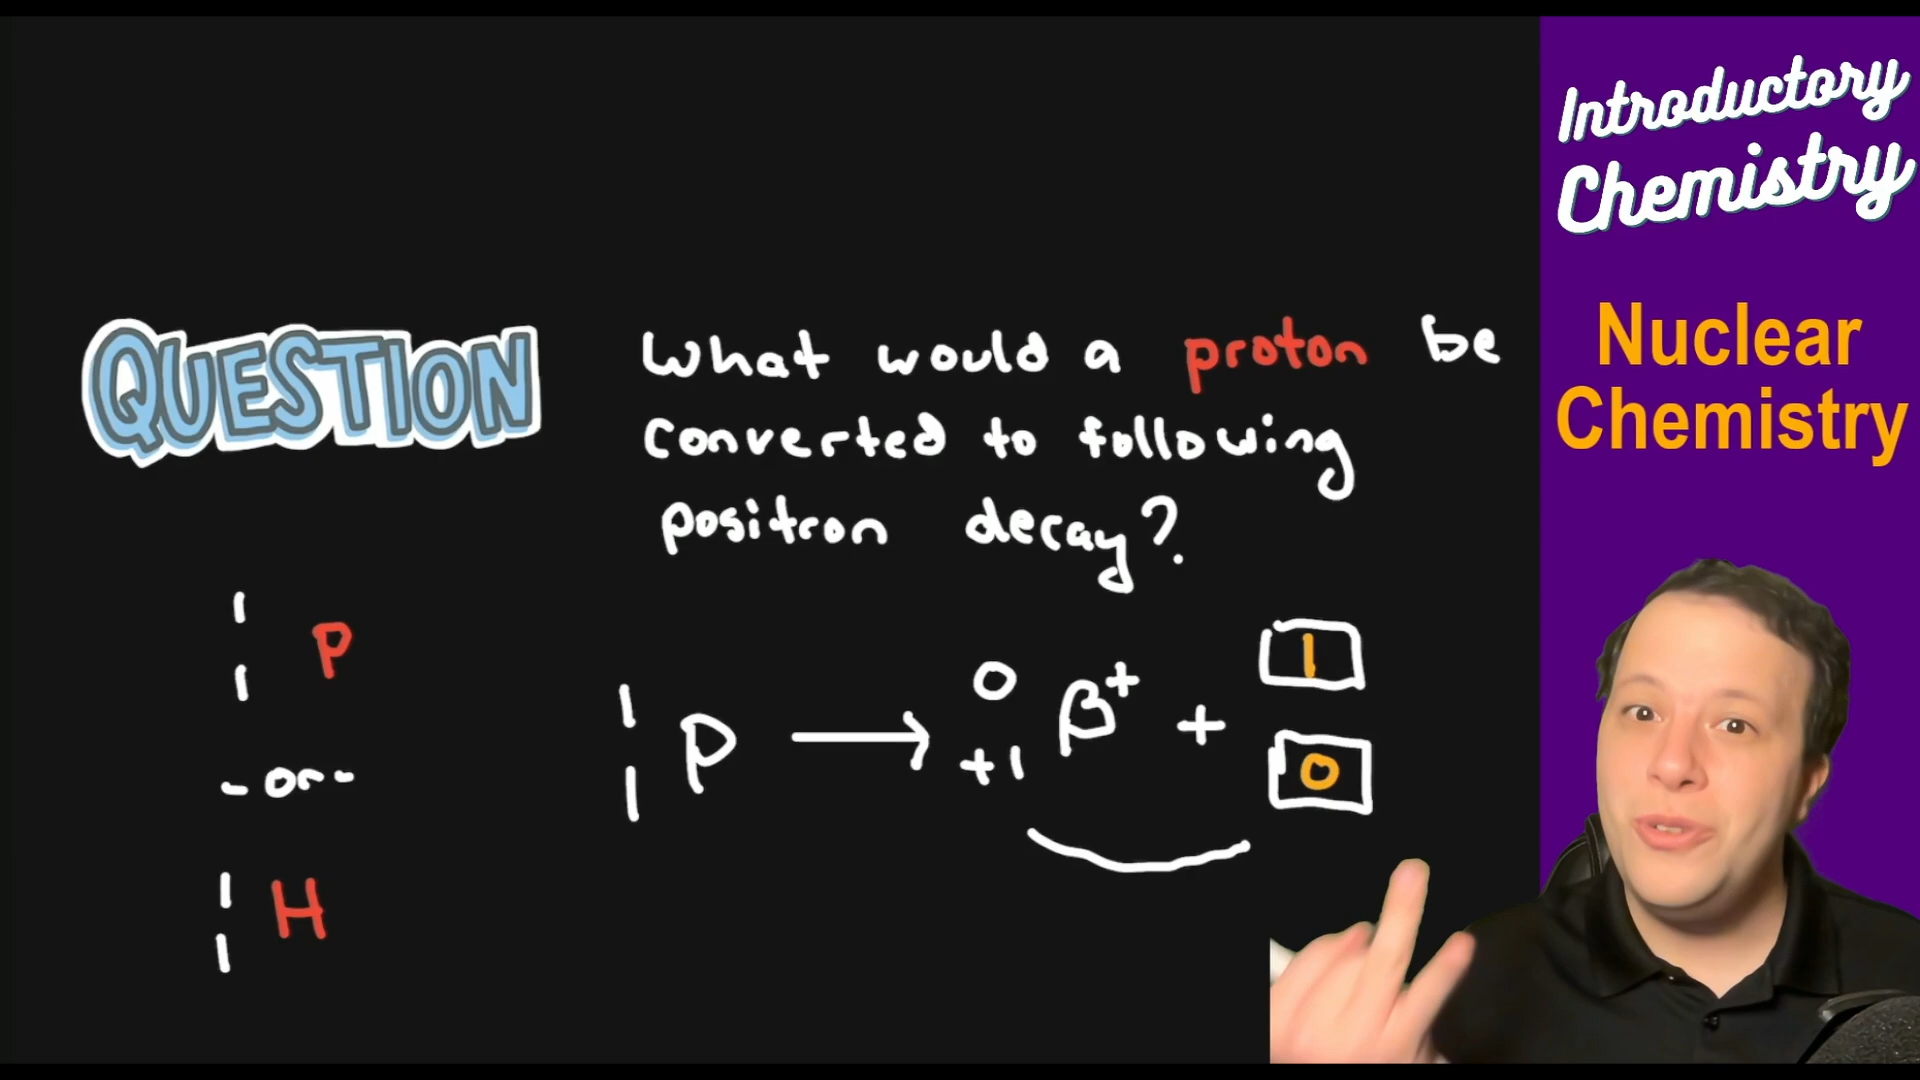 Introductory
Chemistry
Nuclear
Chemistry
QUESTION
What would a proton be
converted to following
positron decay?
1
1 p
-or-
1
1 H
1
1 p → 0
+1 β+ + 1
0